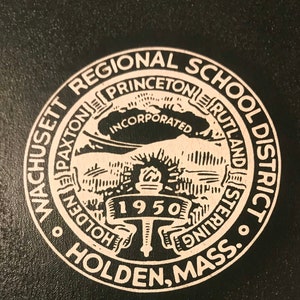 WACHUSETT REGIONAL SCHOOL DISTRICT
HOLDEN, MASS.
HOLDEN
PAXTON
PRINCETON
RUTLAND
STERLING
INCORPORATED
1950